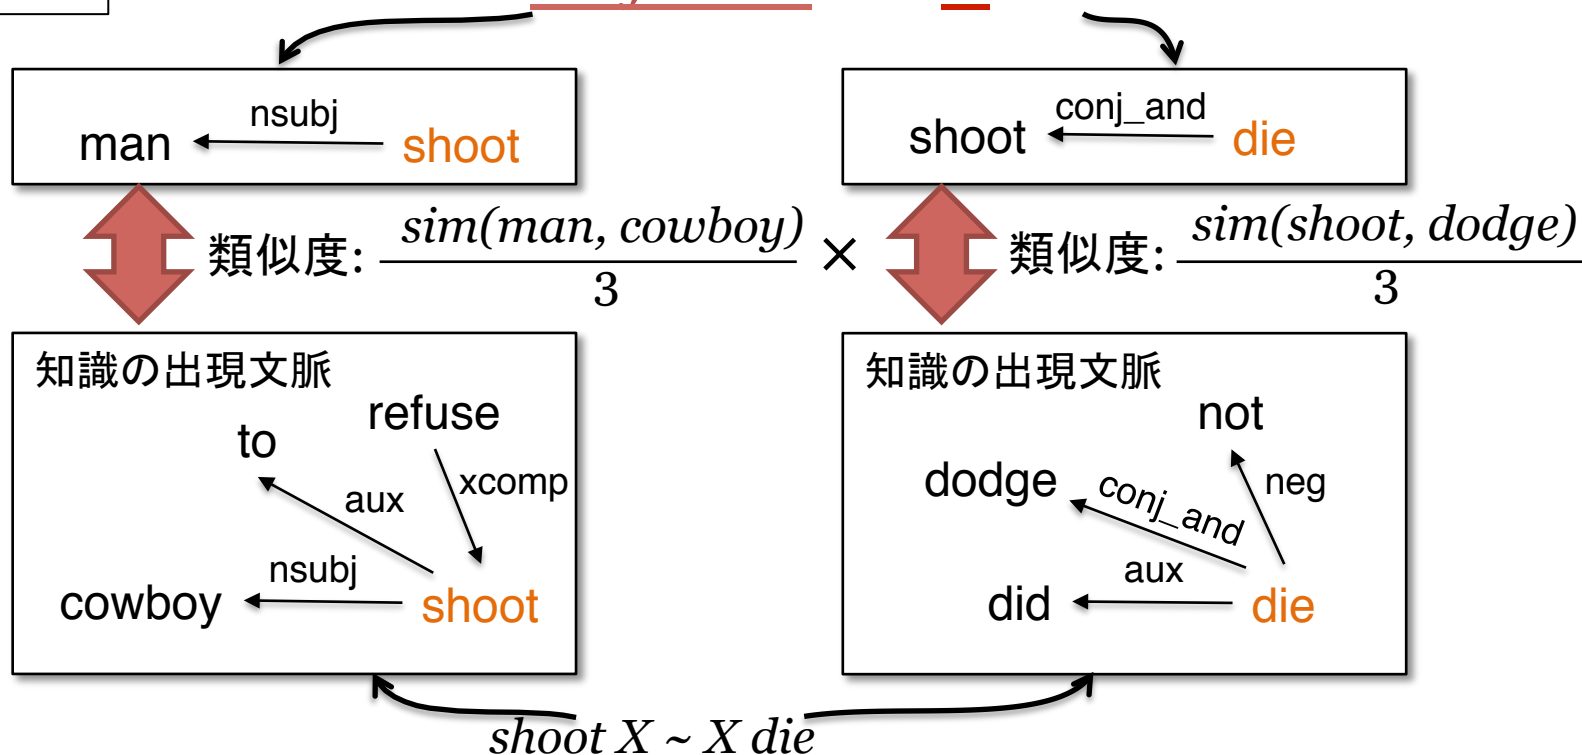 nsubj
man
shoot
conj_and
shoot
die
類似度: sim(man, cowboy) / 3
×
類似度: sim(shoot, dodge) / 3
知識の出現文脈
refuse
to
xcomp
aux
nsubj
cowboy
shoot
知識の出現文脈
not
dodge
conj_and
neg
aux
did
die
shoot X ~ X die